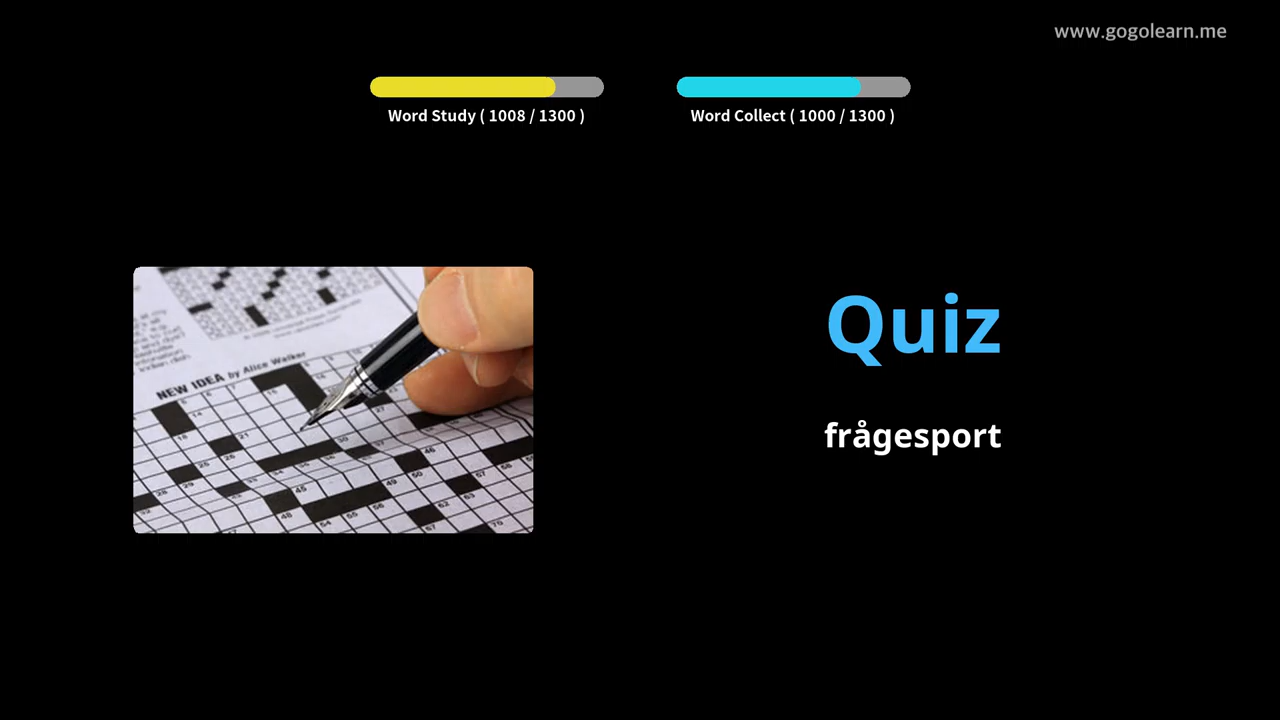 www.gogolearn.me
Word Study ( 1008 / 1300 )
Word Collect ( 1000 / 1300 )
NEW IDEA by Alice Walker
Quiz
frågesport